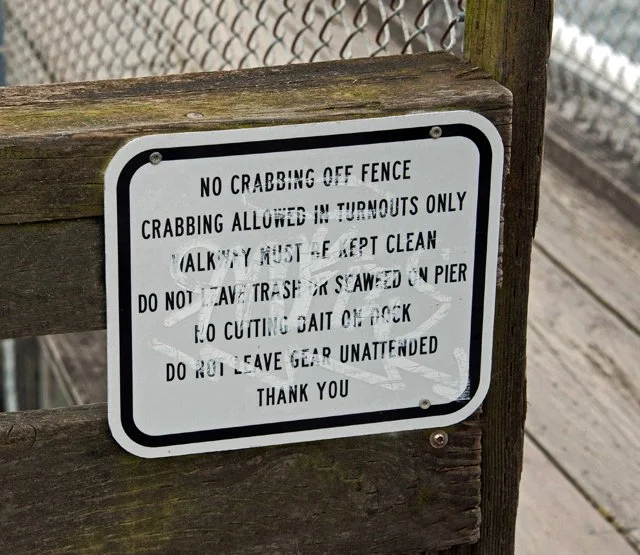 NO CRABBING OFF FENCE
CRABBING ALLOWED IN TURNOUTS ONLY
WALKWAY MUST BE KEPT CLEAN
DO NOT LEAVE TRASH OR SEAWEED ON PIER
NO CUTTING BAIT ON DOCK
DO NOT LEAVE GEAR UNATTENDED
THANK YOU